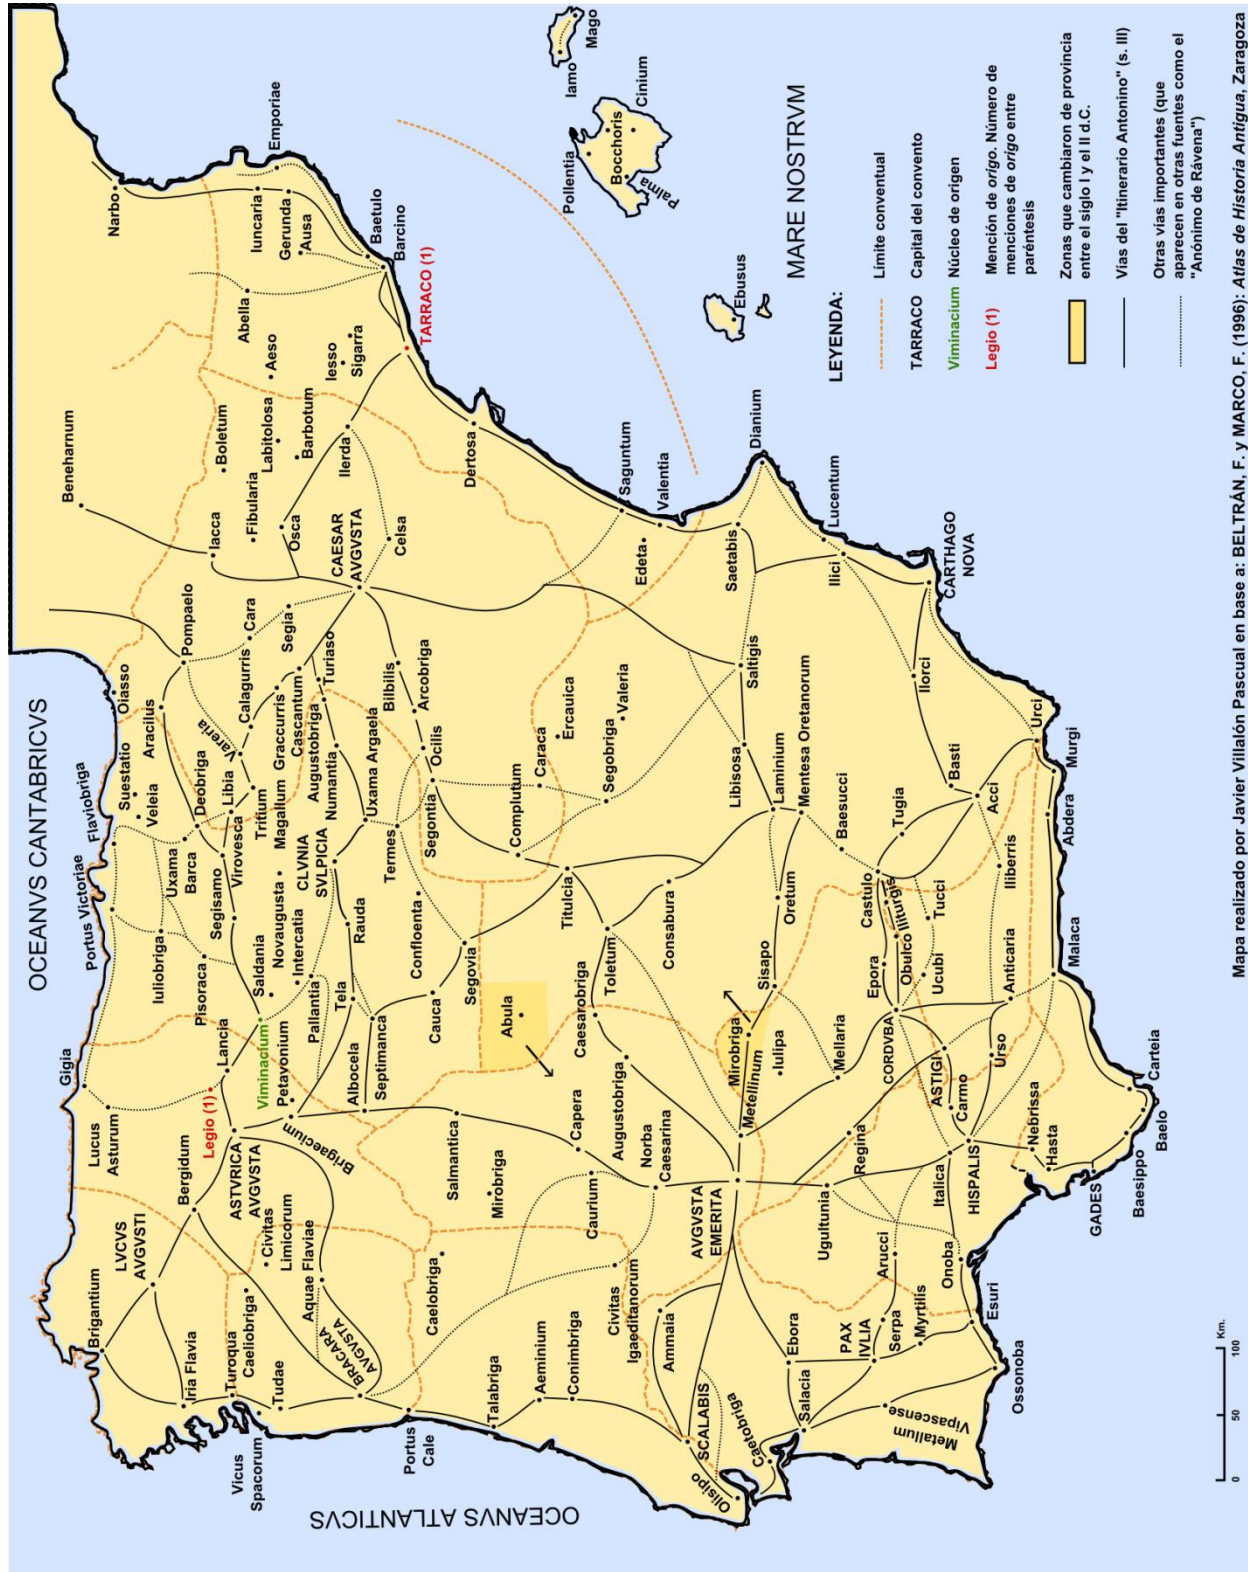 OCEANVS CANTABRICVS
OCEANVS ATLANTICVS
MARE NOSTRVM
Brigantium
LVCVS
AVGVSTI
Iria Flavia
Turoqua
Caeliobriga
Tudae
Vicus
Spacorum
Civitas
Limicorum
Aquae Flaviae
BRACARA
AVGVSTA
Portus
Cale
Caelobriga
Bergidum
ASTVRICA
AVGVSTA
Lucus
Asturum
Gigia
Legio (1)
Lancia
Viminacium
Petavonium
Brigaecium
Portus Victoriae
Flaviobriga
Iuliobriga
Pisoraca
Saldania
Novaugusta
Intercatia
Pallantia
Tela
Albocela
Septimanca
Segisamo
Virovesca
Uxama
Barca
Deobriga
Suestatio
Veleia
Libia
Tritium
Magallum
Vareria
Oiasso
Aracilus
Pompaelo
Cara
Segia
Calagurris
Graccurris
Cascantum
Turiaso
Augustobriga
Numantia
Uxama Argaela
CLVNIA
SVLPICIA
Rauda
Termes
Confloenta
Cauca
Segovia
Segontia
Ocilis
Arcobriga
Bilbilis
CAESAR
AVGVSTA
Beneharnum
Iacca
Fibularia
Osca
Celsa
Boletum
Labitolosa
Barbotum
Ilerda
Aeso
Iesso
Sigarra
Abella
Narbo
Iuncaria
Gerunda
Ausa
Emporiae
Baetulo
Barcino
TARRACO (1)
Dertosa
Saguntum
Valentia
Edeta
Saetabis
Dianium
Lucentum
Ilici
CARTHAGO
NOVA
Iamo
Mago
Pollentia
Bocchoris
Cinium
Palma
Ebusus
Talabriga
Aeminium
Conimbriga
Civitas
Igaeditanorum
Salmantica
Mirobriga
Capera
Caurium
Augustobriga
Norba
Caesarina
Abula
Caesarobriga
Toletum
Titulcia
Complutum
Caraca
Ercauica
Segobriga
Valeria
Consabura
Saltigis
Libisosa
Laminium
Mentesa Oretanorum
Oretum
Sisapo
Mirobriga
Iulipa
Metellinum
AVGVSTA
EMERITA
Ammaia
SCALABIS
Olisipo
Caetobriga
Salacia
Ebora
PAX
IVLIA
Serpa
Myrtilis
Arucci
Metallum
Vipascense
Ossonoba
Esuri
Onoba
Ugultunia
Regina
Mellaria
Italica
HISPALIS
Carmo
ASTIGI
CORDVBA
Urso
Nebrissa
Hasta
GADES
Baesippo
Baelo
Carteia
Malaca
Anticaria
Ucubi
Obulco
Epora
Iliturgis
Castulo
Tucci
Tugia
Baesucci
Iliberris
Acci
Basti
Ilorci
Urci
Murgi
Abdera
LEYENDA:
Límite conventual
TARRACO Capital del convento
Viminacium Núcleo de origen
Legio (1) Mención de origo. Número de
menciones de origo entre
paréntesis
Zonas que cambiaron de provincia
entre el siglo I y el II d.C.
Vías del "Itinerario Antonino" (s. III)
Otras vías importantes (que
aparecen en otras fuentes como el
"Anónimo de Rávena")
0 50 100 Km.
Mapa realizado por Javier Villalón Pascual en base a: BELTRÁN, F. y MARCO, F. (1996): Atlas de Historia Antigua, Zaragoza